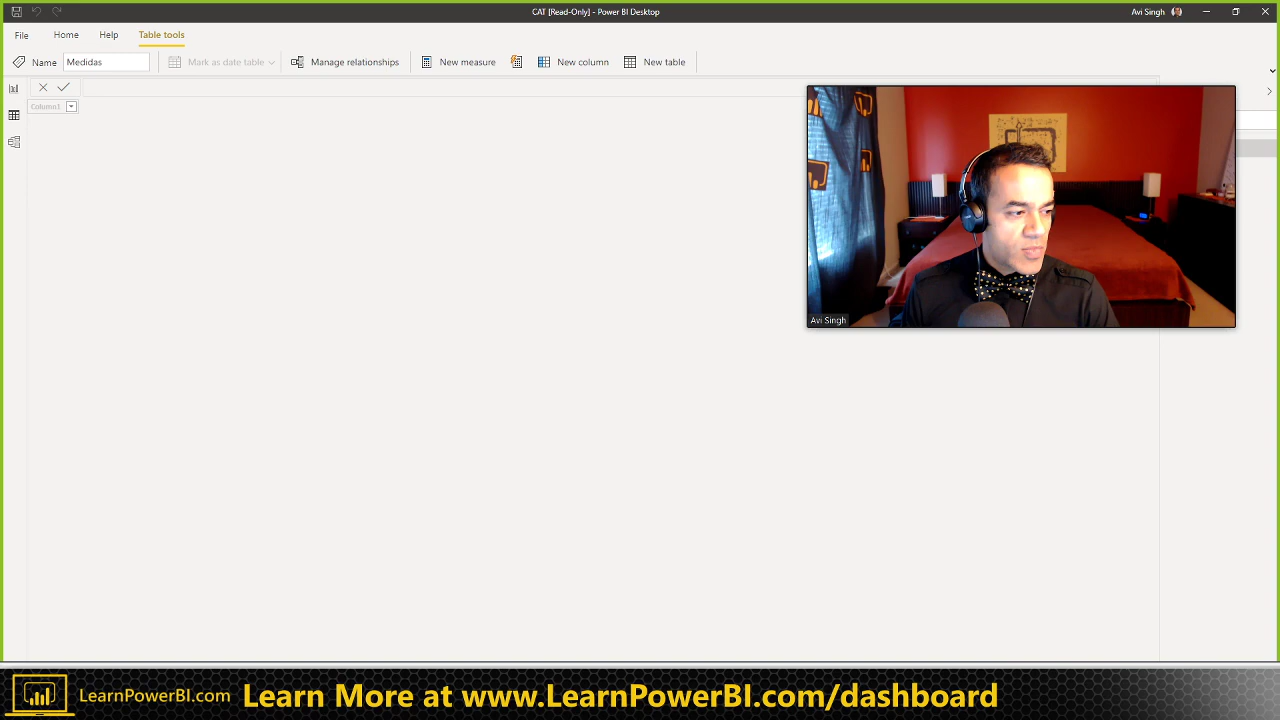 CAT [Read-Only] - Power BI Desktop
Avi Singh
File Home Help Table tools
Name Medidas Mark as date table Manage relationships New measure New column New table
Column1
Avi Singh
LearnPowerBI.com Learn More at www.LearnPowerBI.com/dashboard